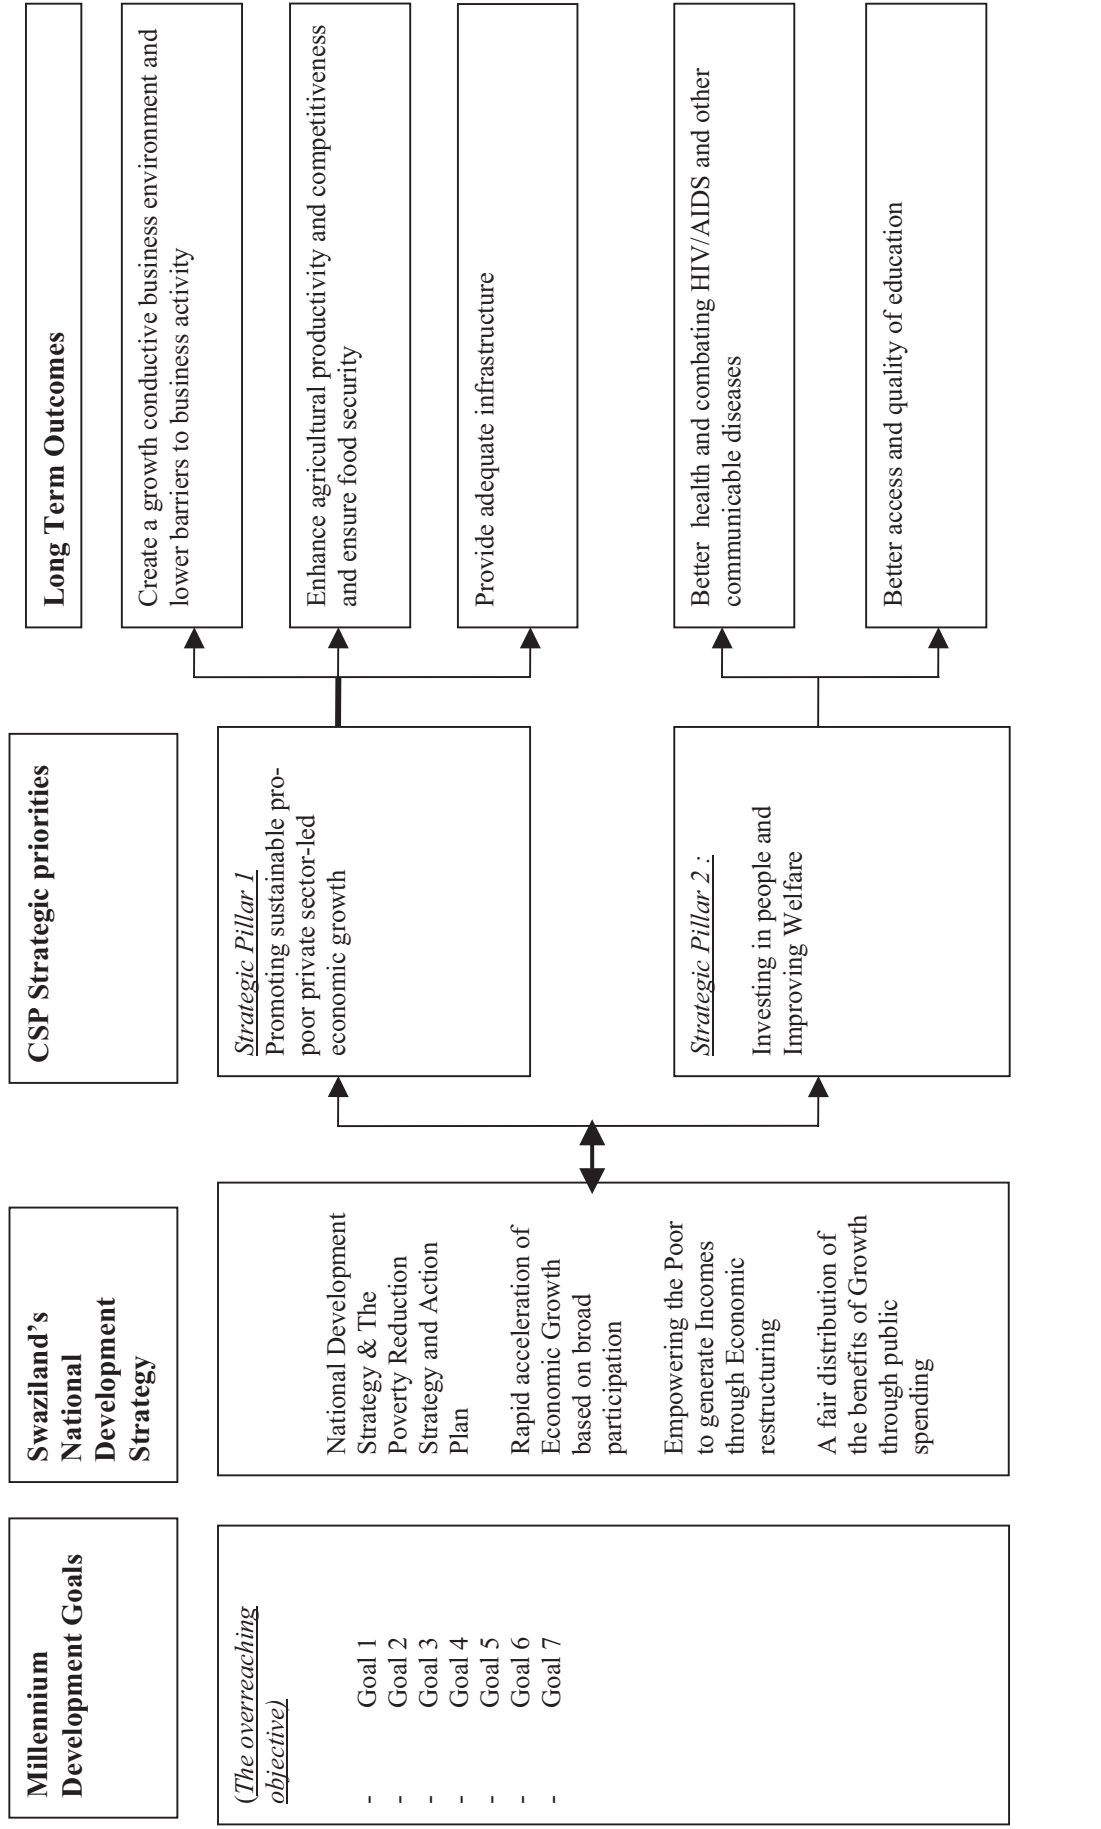 Millennium
Development Goals
Swaziland's
National
Development
Strategy
CSP Strategic priorities
Long Term Outcomes
(The overreaching
objective)
- Goal 1
- Goal 2
- Goal 3
- Goal 4
- Goal 5
- Goal 6
- Goal 7
National Development
Strategy & The
Poverty Reduction
Strategy and Action
Plan
Rapid acceleration of
Economic Growth
based on broad
participation
Empowering the Poor
to generate Incomes
through Economic
restructuring
A fair distribution of
the benefits of Growth
through public
spending
Strategic Pillar 1
Promoting sustainable pro-
poor private sector-led
economic growth
Strategic Pillar 2 :
Investing in people and
Improving Welfare
Create a growth conductive business environment and
lower barriers to business activity
Enhance agricultural productivity and competitiveness
and ensure food security
Provide adequate infrastructure
Better health and combating HIV/AIDS and other
communicable diseases
Better access and quality of education